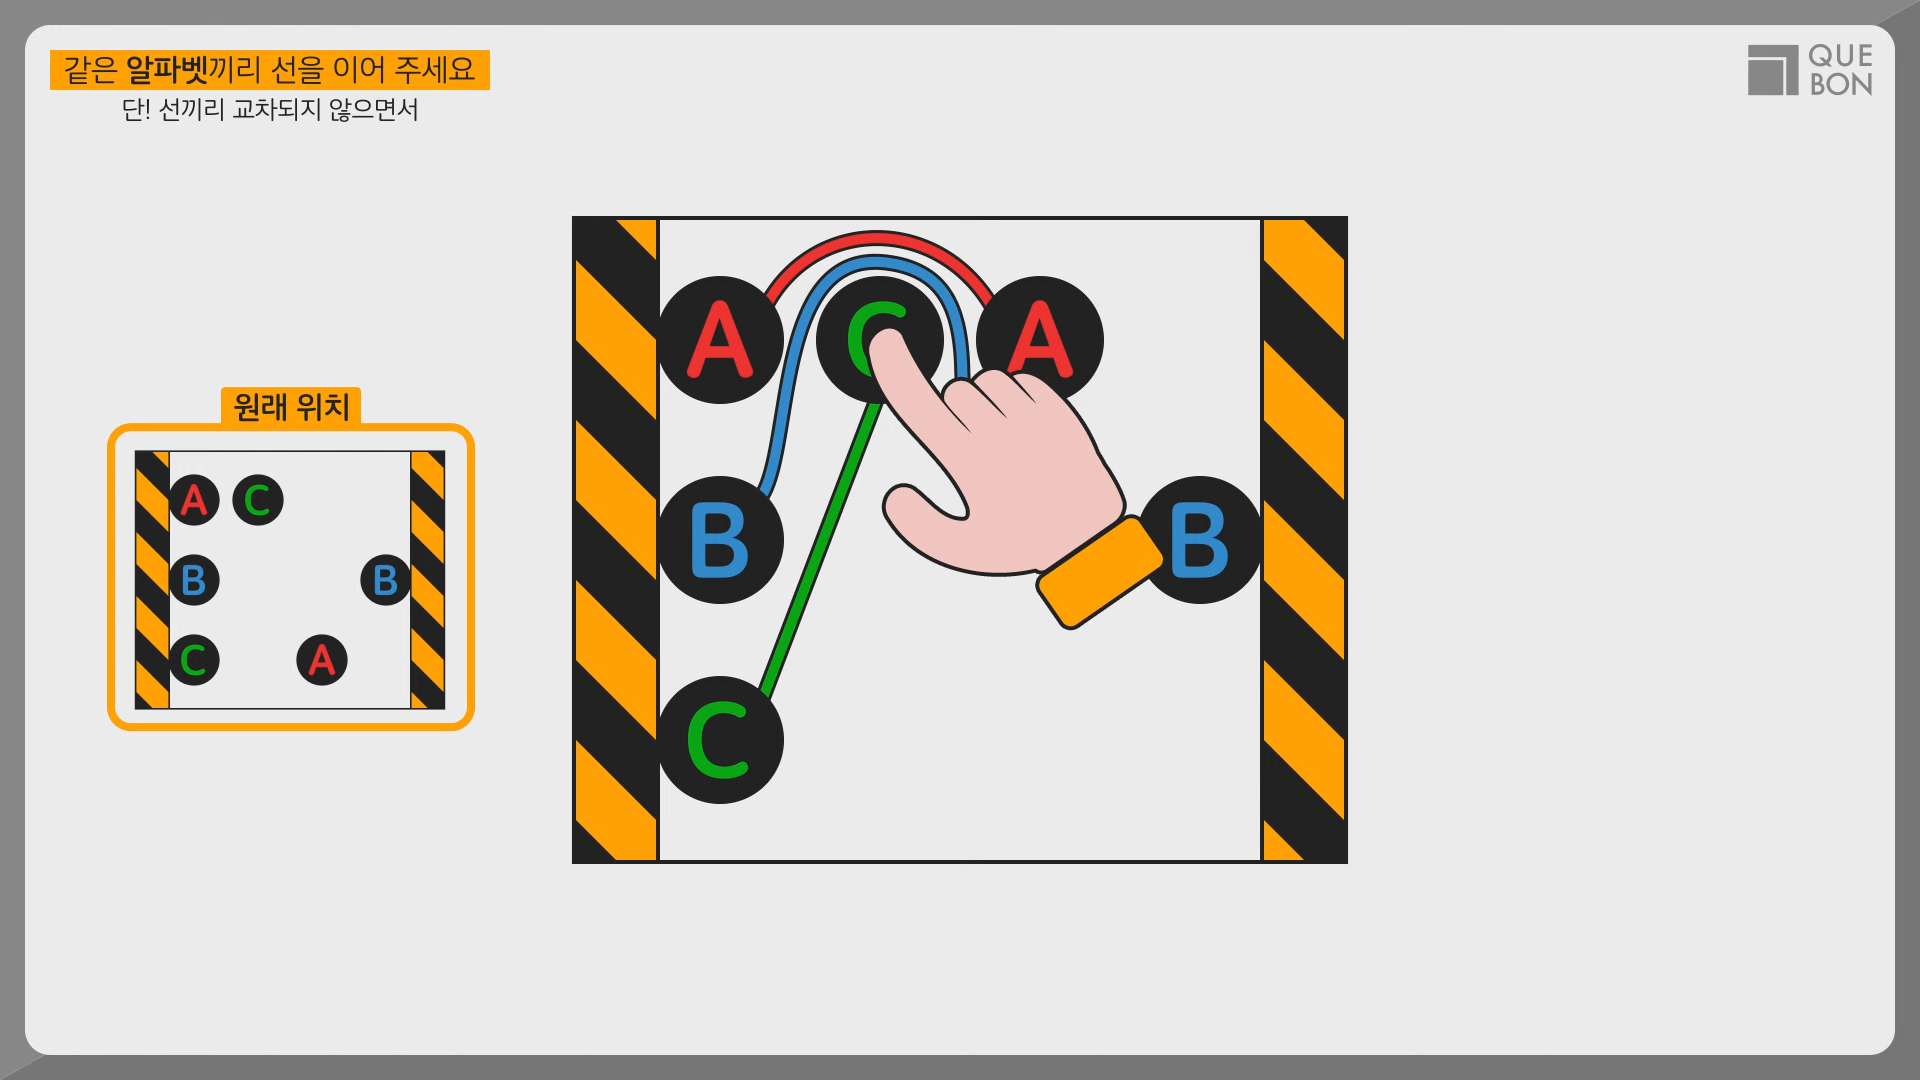 같은 알파벳끼리 선을 이어 주세요
단! 선끼리 교차되지 않으면서
QUE
BON
원래 위치
A C
B B
C A
A C A
B B
C